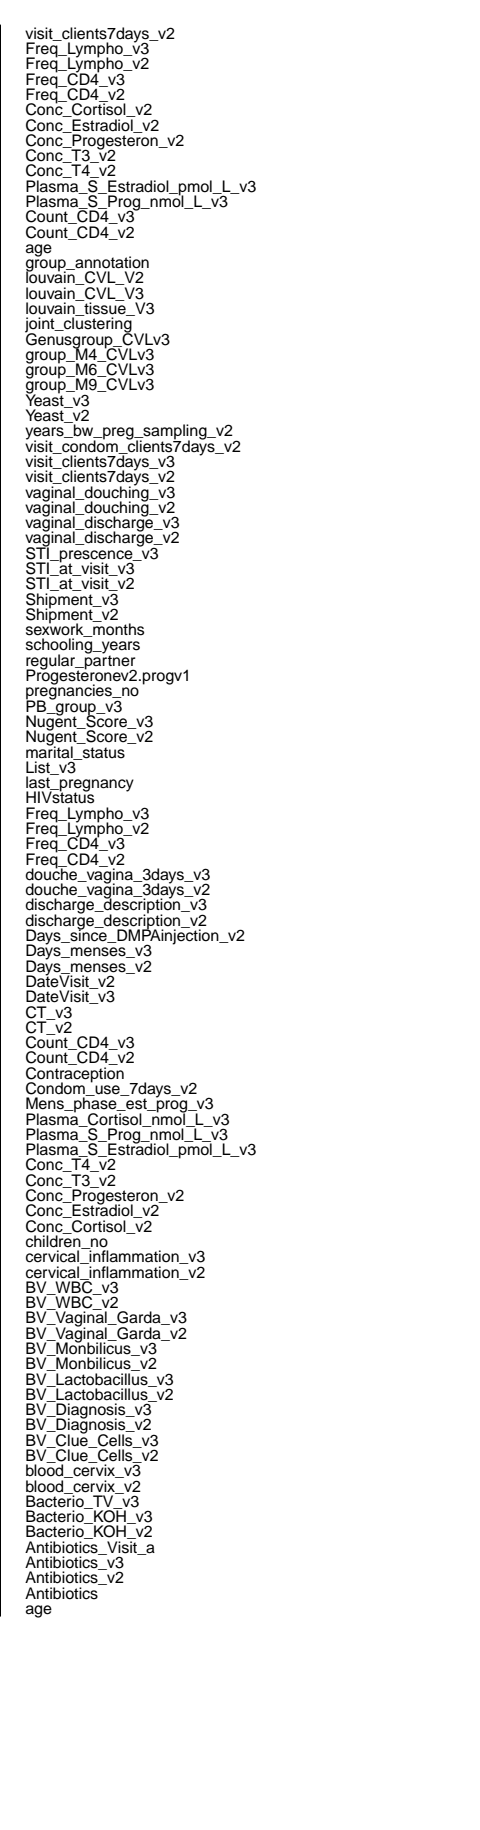 visit_clients7days_v2
Freq_Lympho_v3
Freq_Lympho_v2
Freq_CD4_v3
Freq_CD4_v2
Conc_Cortisol_v2
Conc_Estradiol_v2
Conc_Progesteron_v2
Conc_T3_v2
Conc_T4_v2
Plasma_S_Estradiol_pmol_L_v3
Plasma_S_Prog_nmol_L_v3
Count_CD4_v3
Count_CD4_v2
age
group_annotation
louvain_CVL_V2
louvain_CVL_V3
louvain_tissue_V3
joint_clustering
Genusgroup_CVLv3
group_M4_CVLv3
group_M6_CVLv3
group_M9_CVLv3
Yeast_v3
Yeast_v2
years_bw_preg_sampling_v2
visit_condom_clients7days_v2
visit_clients7days_v3
visit_clients7days_v2
vaginal_douching_v3
vaginal_douching_v2
vaginal_discharge_v3
vaginal_discharge_v2
STI_prescence_v3
STI_at_visit_v3
STI_at_visit_v2
Shipment_v3
Shipment_v2
sexwork_months
schooling_years
regular_partner
Progesteronev2.progv1
pregnancies_no
PB_group_v3
Nugent_Score_v3
Nugent_Score_v2
marital_status
List_v3
last_pregnancy
HIVstatus
Freq_Lympho_v3
Freq_Lympho_v2
Freq_CD4_v3
Freq_CD4_v2
douche_vagina_3days_v3
douche_vagina_3days_v2
discharge_description_v3
discharge_description_v2
Days_since_DMPAinjection_v2
Days_menses_v3
Days_menses_v2
DateVisit_v2
DateVisit_v3
CT_v3
CT_v2
Count_CD4_v3
Count_CD4_v2
Contraception
Condom_use_7days_v2
Mens_phase_est_prog_v3
Plasma_Cortisol_nmol_L_v3
Plasma_S_Prog_nmol_L_v3
Plasma_S_Estradiol_pmol_L_v3
Conc_T4_v2
Conc_T3_v2
Conc_Progesteron_v2
Conc_Estradiol_v2
Conc_Cortisol_v2
children_no
cervical_inflammation_v3
cervical_inflammation_v2
BV_WBC_v3
BV_WBC_v2
BV_Vaginal_Garda_v3
BV_Vaginal_Garda_v2
BV_Monbilicus_v3
BV_Monbilicus_v2
BV_Lactobacillus_v3
BV_Lactobacillus_v2
BV_Diagnosis_v3
BV_Diagnosis_v2
BV_Clue_Cells_v3
BV_Clue_Cells_v2
blood_cervix_v3
blood_cervix_v2
Bacterio_TV_v3
Bacterio_KOH_v3
Bacterio_KOH_v2
Antibiotics_Visit_a
Antibiotics_v3
Antibiotics_v2
Antibiotics
age